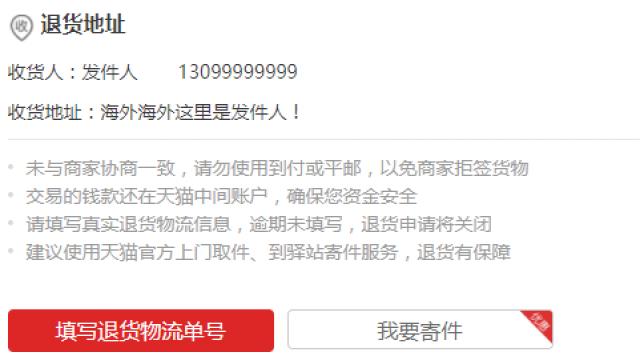 收 退货地址
收货人：发件人 13099999999
收货地址：海外海外这里是发件人！
未与商家协商一致，请勿使用到付或平邮，以免商家拒签货物
交易的钱款还在天猫中间账户，确保您资金安全
请填写真实退货物流信息，逾期未填写，退货申请将关闭
建议使用天猫官方上门取件、到驿站寄件服务，退货有保障
填写退货物流单号 我要寄件 优惠